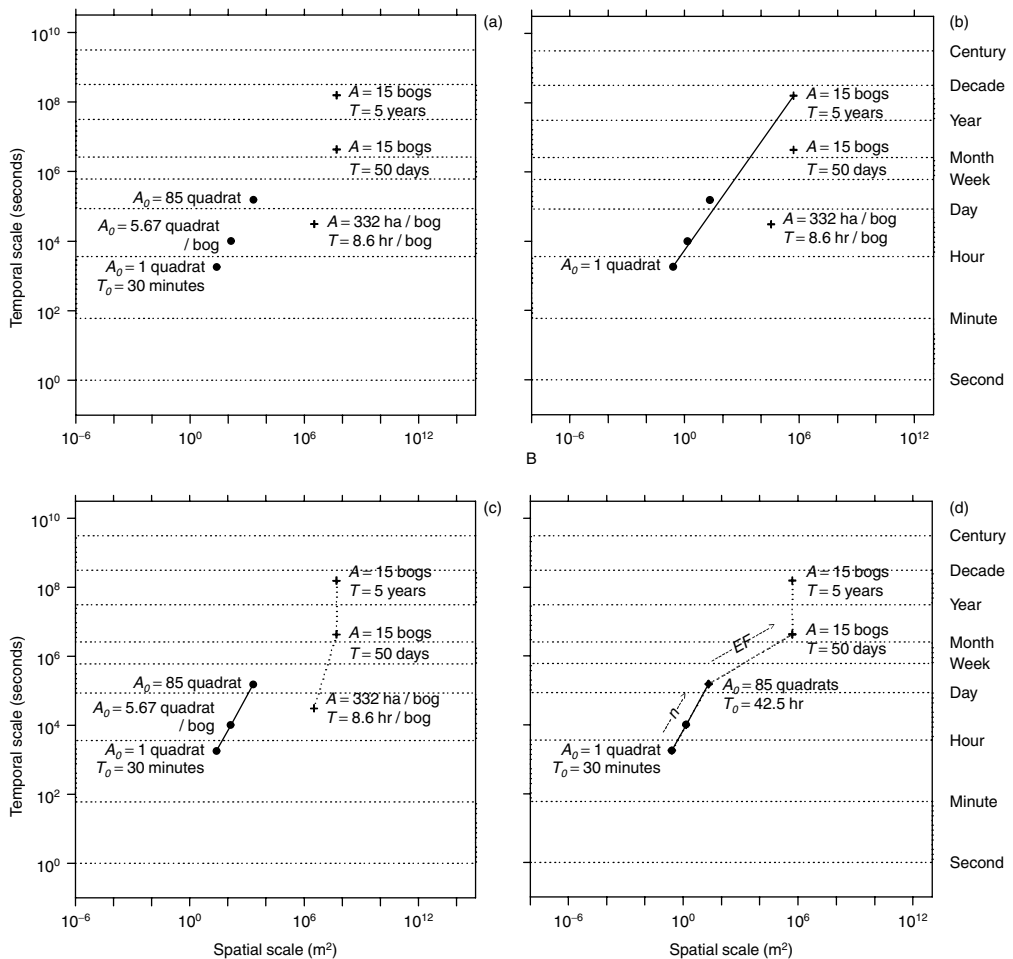 (a)
10^10
10^8
10^6
10^4
10^2
10^0
Temporal scale (seconds)
A = 15 bogs
T = 5 years
A = 15 bogs
T = 50 days
A₀ = 85 quadrat
A₀ = 5.67 quadrat
/ bog
A = 332 ha / bog
T = 8.6 hr / bog
A₀ = 1 quadrat
T₀ = 30 minutes
10^−6
10^0
10^6
10^12
(b)
Century
Decade
Year
Month
Week
Day
Hour
Minute
Second
A = 15 bogs
T = 5 years
A = 15 bogs
T = 50 days
A = 332 ha / bog
T = 8.6 hr / bog
A₀ = 1 quadrat
10^−6
10^0
10^6
10^12
B
(c)
10^10
10^8
10^6
10^4
10^2
10^0
Temporal scale (seconds)
A = 15 bogs
T = 5 years
A = 15 bogs
T = 50 days
A₀ = 85 quadrat
A₀ = 5.67 quadrat
/ bog
A = 332 ha / bog
T = 8.6 hr / bog
A₀ = 1 quadrat
T₀ = 30 minutes
10^−6
10^0
10^6
10^12
Spatial scale (m²)
(d)
Century
Decade
Year
Month
Week
Day
Hour
Minute
Second
A = 15 bogs
T = 5 years
A = 15 bogs
T = 50 days
EF
A₀ = 85 quadrats
T₀ = 42.5 hr
n
A₀ = 1 quadrat
T₀ = 30 minutes
10^−6
10^0
10^6
10^12
Spatial scale (m²)